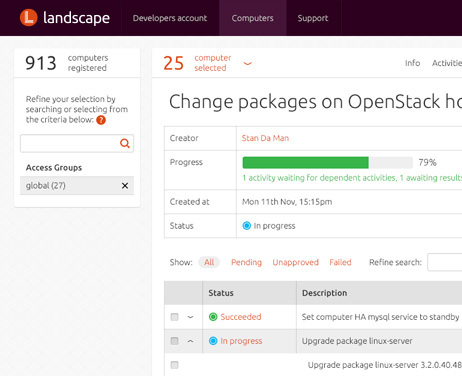 landscape
Developers account
Computers
Support
913 computers registered
25 computer selected
Info
Activitie
Refine your selection by
searching or selecting from
the criteria below: ?
Access Groups
global (27) ×
Change packages on OpenStack ho
Creator Stan Da Man
Progress 79%
1 activity waiting for dependent activities. 1 awaiting results
Created at Mon 11th Nov, 15:15pm
Status In progress
Show: All Pending Unapproved Failed Refine search:
Status Description
Succeeded Set computer HA mysql service to standby
In progress Upgrade package linux-server
Upgrade package linux-server 3.2.0.40.48